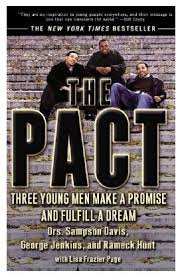 "They are an inspiration to young people everywhere, and their message is
one that can transform the world." —Bill Cosby
THE NEW YORK TIMES BESTSELLER
THE
PACT
THREE YOUNG MEN MAKE A PROMISE
AND FULFILL A DREAM
Drs. Sampson Davis,
George Jenkins, and Rameck Hunt
with Lisa Frazier Page